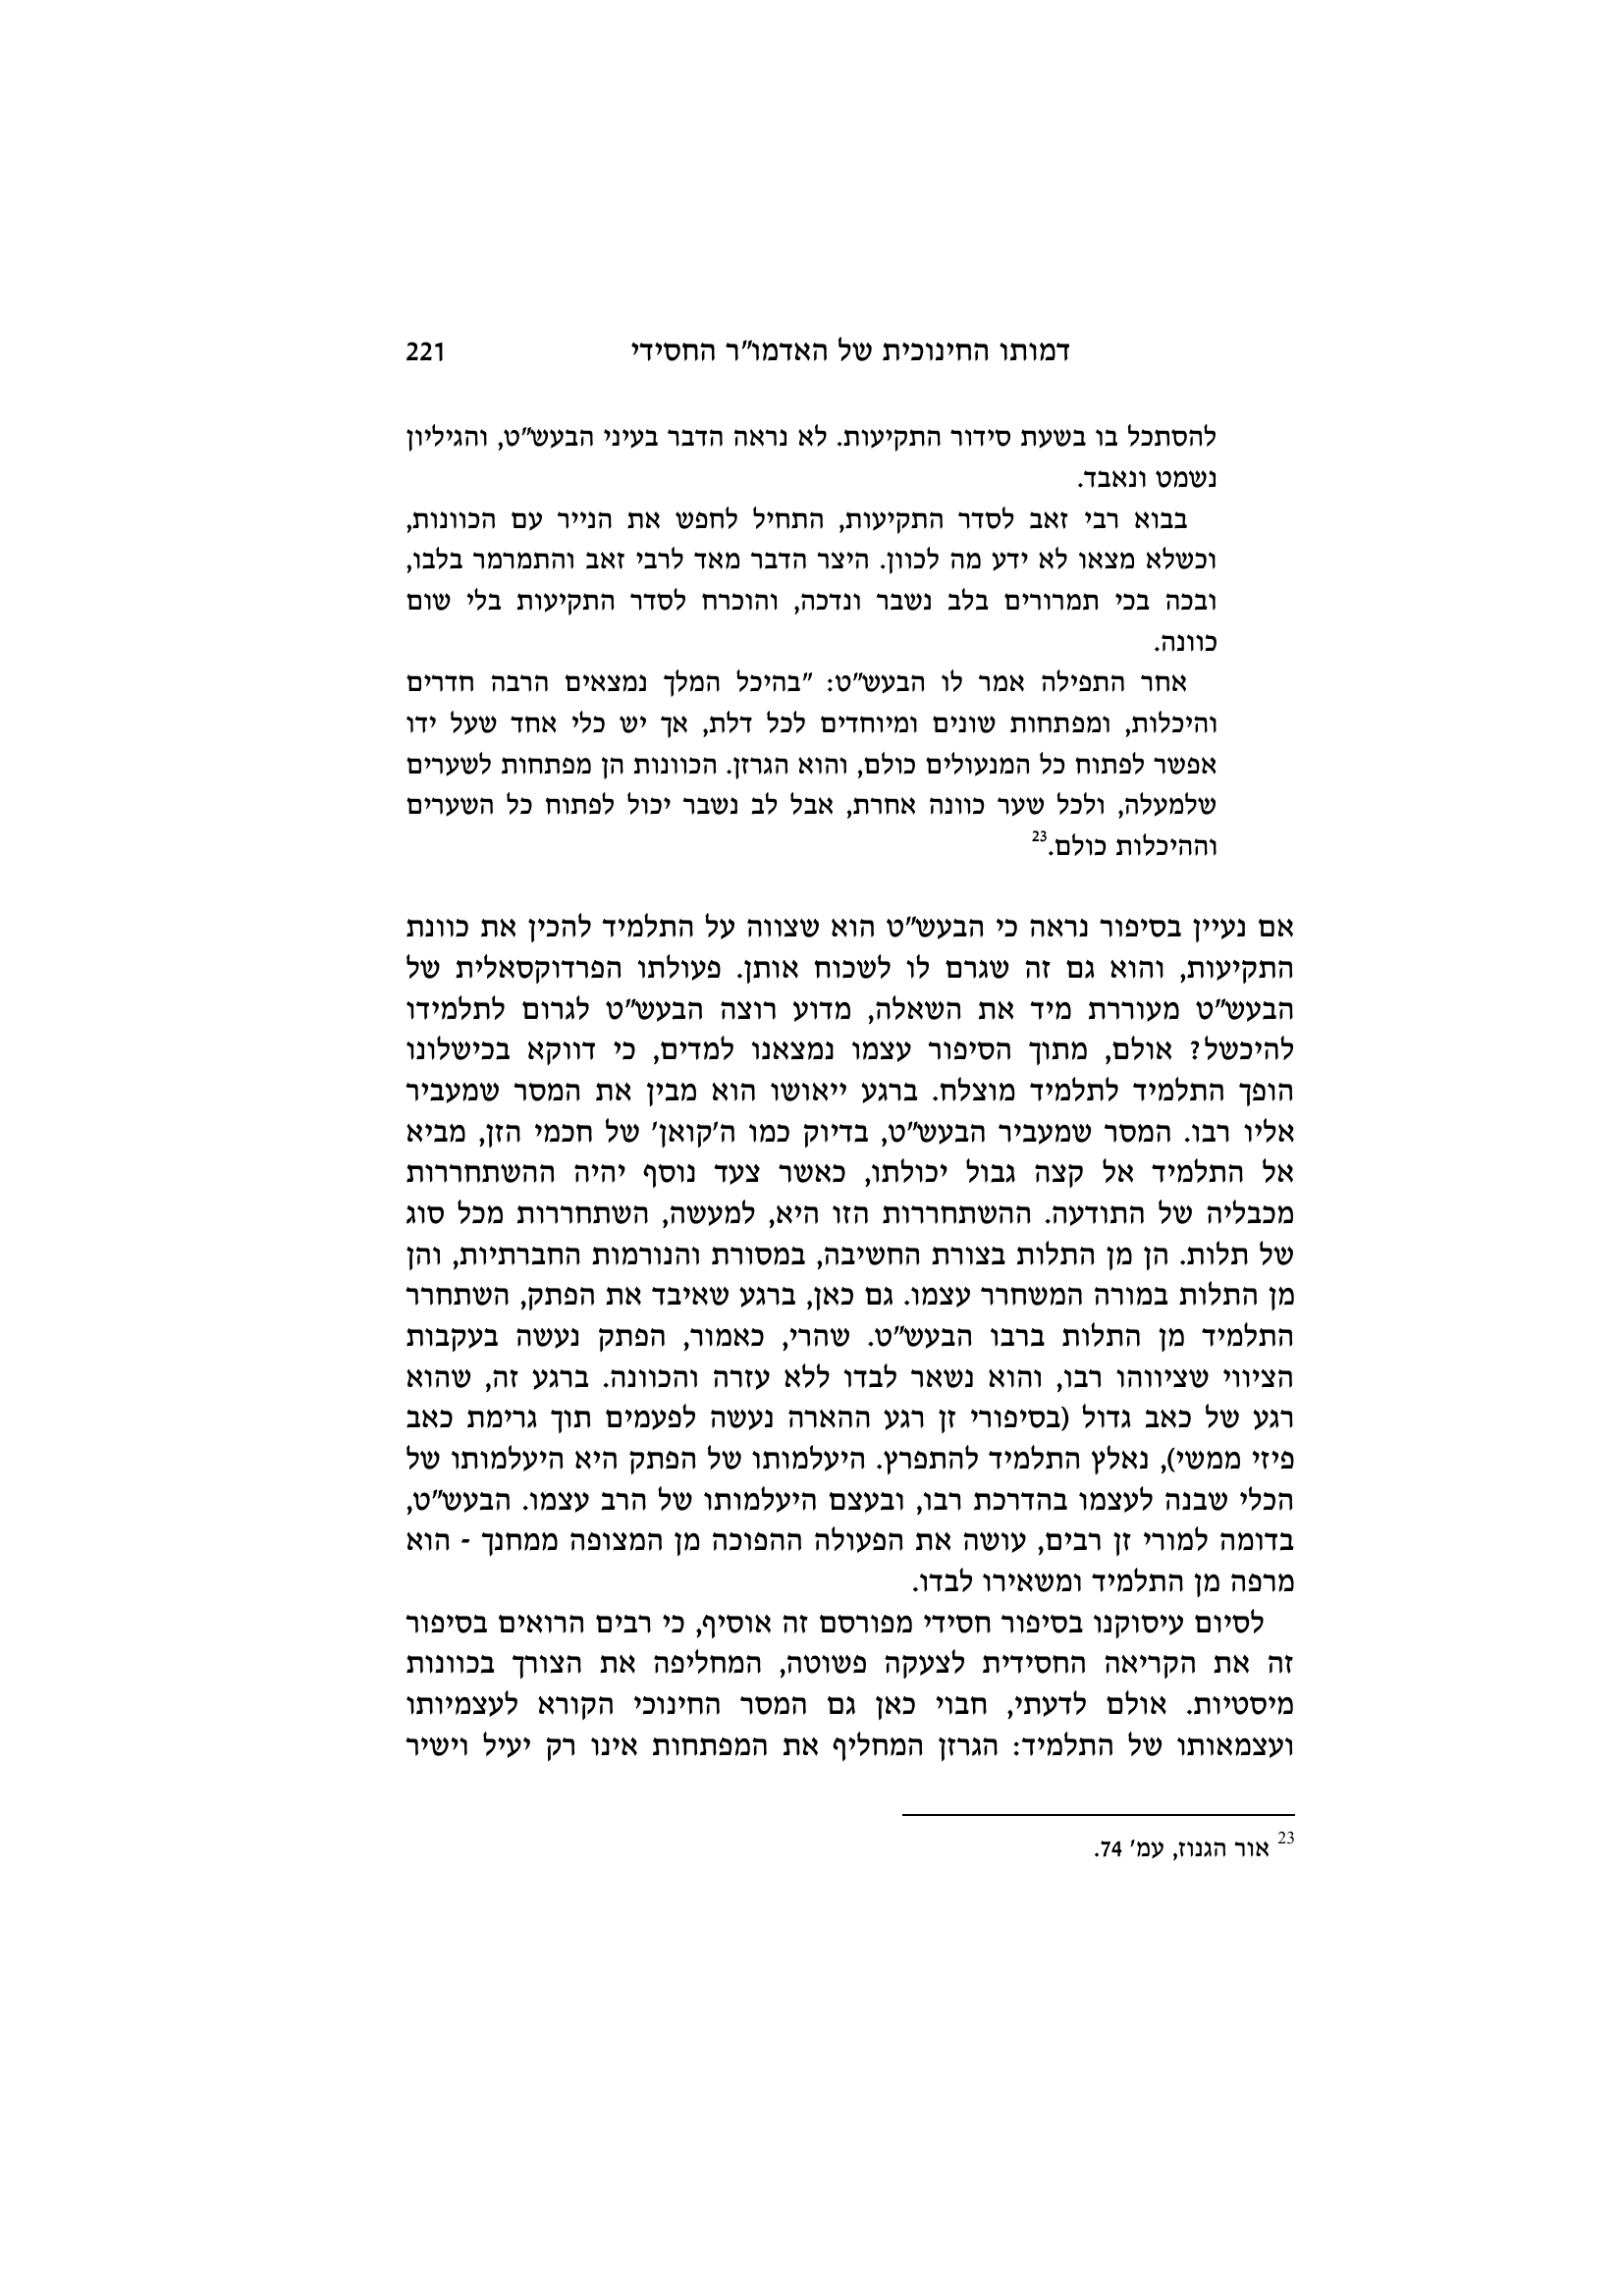 דמותו החינוכית של האדמו"ר החסידי 221
להסתכל בו בשעת סידור התקיעות. לא נראה הדבר בעיני הבעש"ט, והגיליון
נשמט ונאבד.
בבוא רבי זאב לסדר התקיעות, התחיל לחפש את הנייר עם הכוונות,
וכשלא מצאו לא ידע מה לכוון. היצר הדבר מאד לרבי זאב והתמרמר בלבו,
ובכה בכי תמרורים בלב נשבר ונדכה, והוכרח לסדר התקיעות בלי שום
כוונה.
אחר התפילה אמר לו הבעש"ט: "בהיכל המלך נמצאים הרבה חדרים
והיכלות, ומפתחות שונים ומיוחדים לכל דלת, אך יש כלי אחד שעל ידו
אפשר לפתוח כל המנעולים כולם, והוא הגרזן. הכוונות הן מפתחות לשערים
שלמעלה, ולכל שער כוונה אחרת, אבל לב נשבר יכול לפתוח כל השערים
וההיכלות כולם.23
אם נעיין בסיפור נראה כי הבעש"ט הוא שצווה על התלמיד להכין את כוונת
התקיעות, והוא גם זה שגרם לו לשכוח אותן. פעולתו הפרדוקסאלית של
הבעש"ט מעוררת מיד את השאלה, מדוע רוצה הבעש"ט לגרום לתלמידו
להיכשל? אולם, מתוך הסיפור עצמו נמצאנו למדים, כי דווקא בכישלונו
הופך התלמיד לתלמיד מוצלח. ברגע ייאושו הוא מבין את המסר שמעביר
אליו רבו. המסר שמעביר הבעש"ט, בדיוק כמו ה'קואן' של חכמי הזן, מביא
אל התלמיד אל קצה גבול יכולתו, כאשר צעד נוסף יהיה ההשתחררות
מכבליה של התודעה. ההשתחררות הזו היא, למעשה, השתחררות מכל סוג
של תלות. הן מן התלות בצורת החשיבה, במסורת והנורמות החברתיות, והן
מן התלות במורה המשחרר עצמו. גם כאן, ברגע שאיבד את הפתק, השתחרר
התלמיד מן התלות ברבו הבעש"ט. שהרי, כאמור, הפתק נעשה בעקבות
הציווי שציווהו רבו, והוא נשאר לבדו ללא עזרה והכוונה. ברגע זה, שהוא
רגע של כאב גדול (בסיפורי זן רגע ההארה נעשה לפעמים תוך גרימת כאב
פיזי ממשי), נאלץ התלמיד להתפרץ. היעלמותו של הפתק היא היעלמותו של
הכלי שבנה לעצמו בהדרכת רבו, ובעצם היעלמותו של הרב עצמו. הבעש"ט,
בדומה למורי זן רבים, עושה את הפעולה ההפוכה מן המצופה ממחנך - הוא
מרפה מן התלמיד ומשאירו לבדו.
לסיום עיסוקנו בסיפור חסידי מפורסם זה אוסיף, כי רבים הרואים בסיפור
זה את הקריאה החסידית לצעקה פשוטה, המחליפה את הצורך בכוונות
מיסטיות. אולם לדעתי, חבוי כאן גם המסר החינוכי הקורא לעצמיותו
ועצמאותו של התלמיד: הגרזן המחליף את המפתחות אינו רק יעיל וישיר
23 אור הגנוז, עמ' 74.